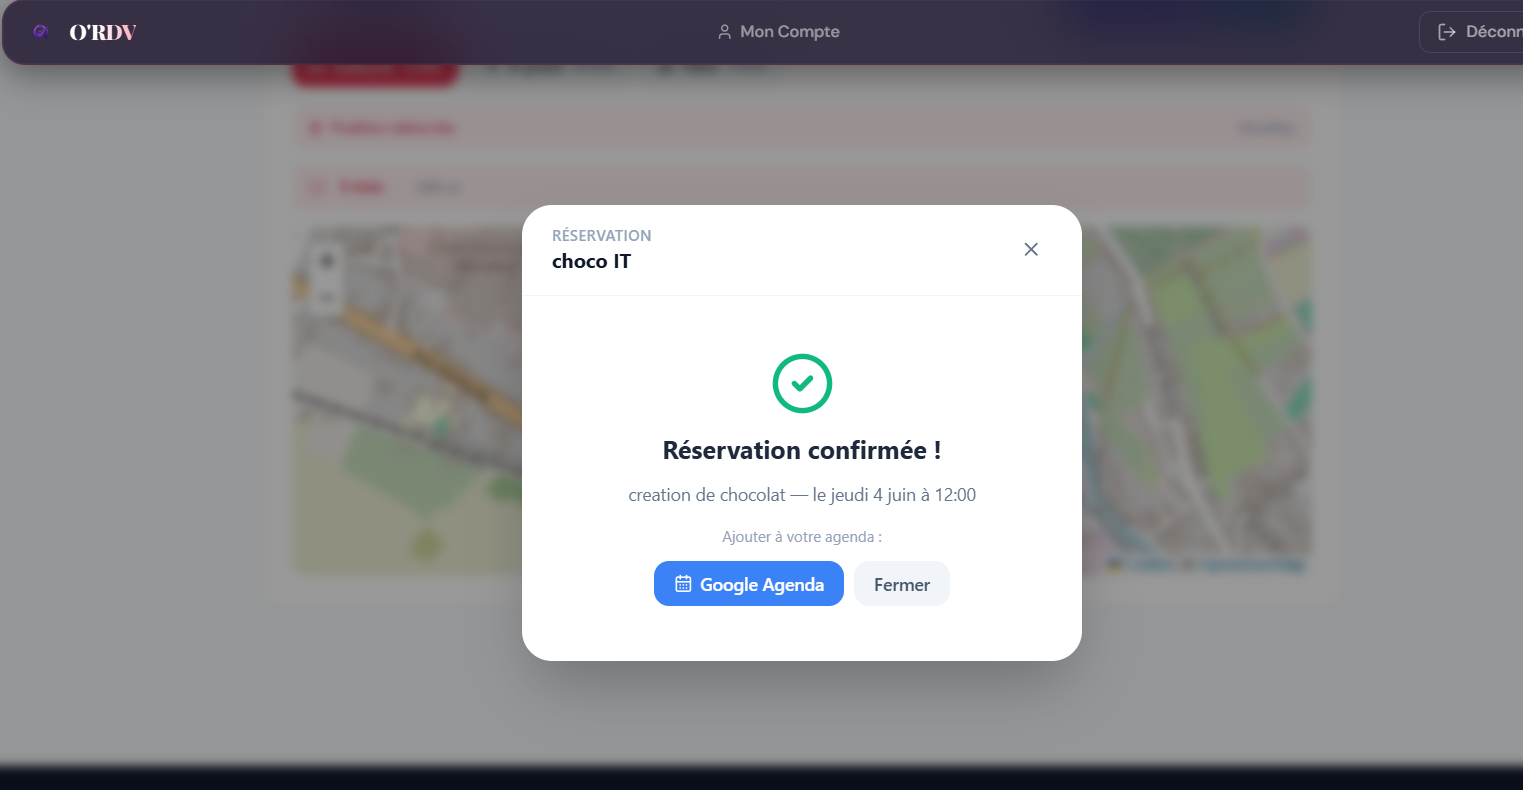 O'RDV
Mon Compte
Déconn
RÉSERVATION
choco IT
Réservation confirmée !
creation de chocolat — le jeudi 4 juin à 12:00
Ajouter à votre agenda :
Google Agenda
Fermer